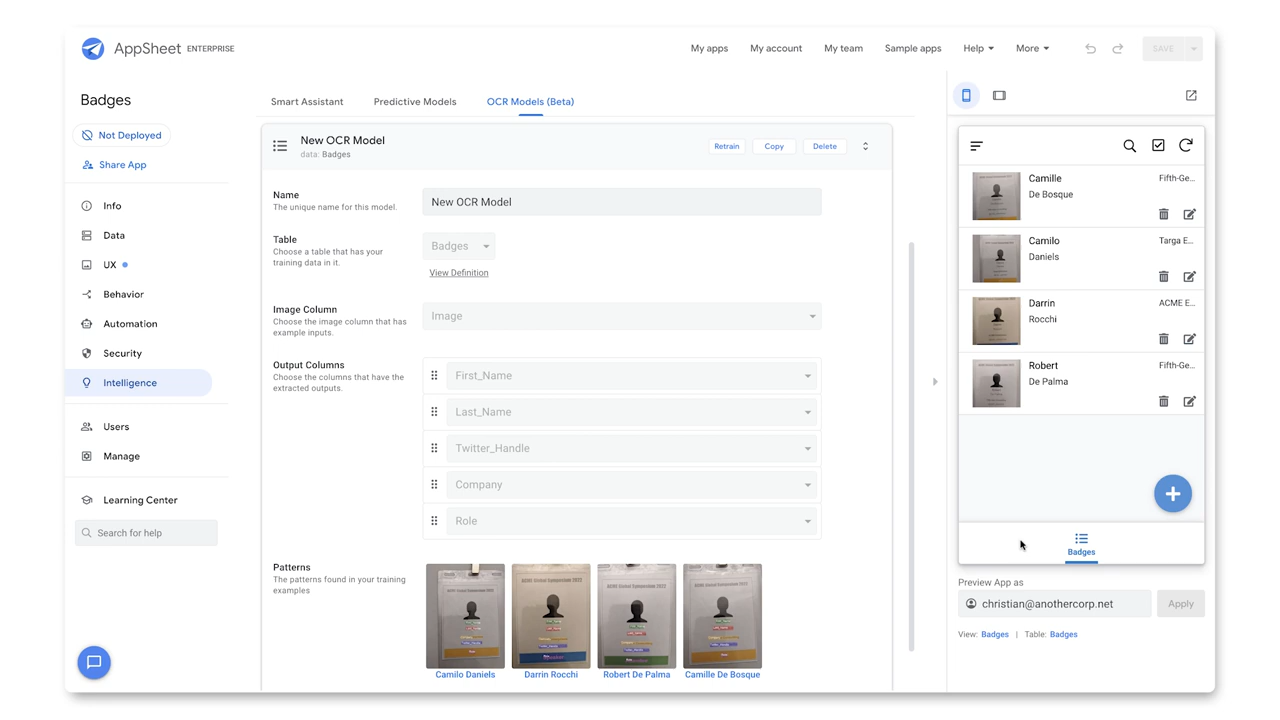 AppSheet ENTERPRISE
My apps
My account
My team
Sample apps
Help
More
SAVE
Badges
Not Deployed
Share App
Info
Data
UX
Behavior
Automation
Security
Intelligence
Users
Manage
Learning Center
Search for help
Smart Assistant
Predictive Models
OCR Models (Beta)
New OCR Model
data: Badges
Retrain
Copy
Delete
Name
The unique name for this model.
New OCR Model
Table
Choose a table that has your
training data in it.
Badges
View Definition
Image Column
Choose the image column that has
example inputs.
Image
Output Columns
Choose the columns that have the
extracted outputs.
First_Name
Last_Name
Twitter_Handle
Company
Role
Patterns
The patterns found in your training
examples
Camilo Daniels
Darrin Rocchi
Robert De Palma
Camille De Bosque
Camille
De Bosque
Fifth-Ge...
Camilo
Daniels
Targa E...
Darrin
Rocchi
ACME E...
Robert
De Palma
Fifth-Ge...
Badges
Preview App as
christian@anothercorp.net
Apply
View: Badges | Table: Badges